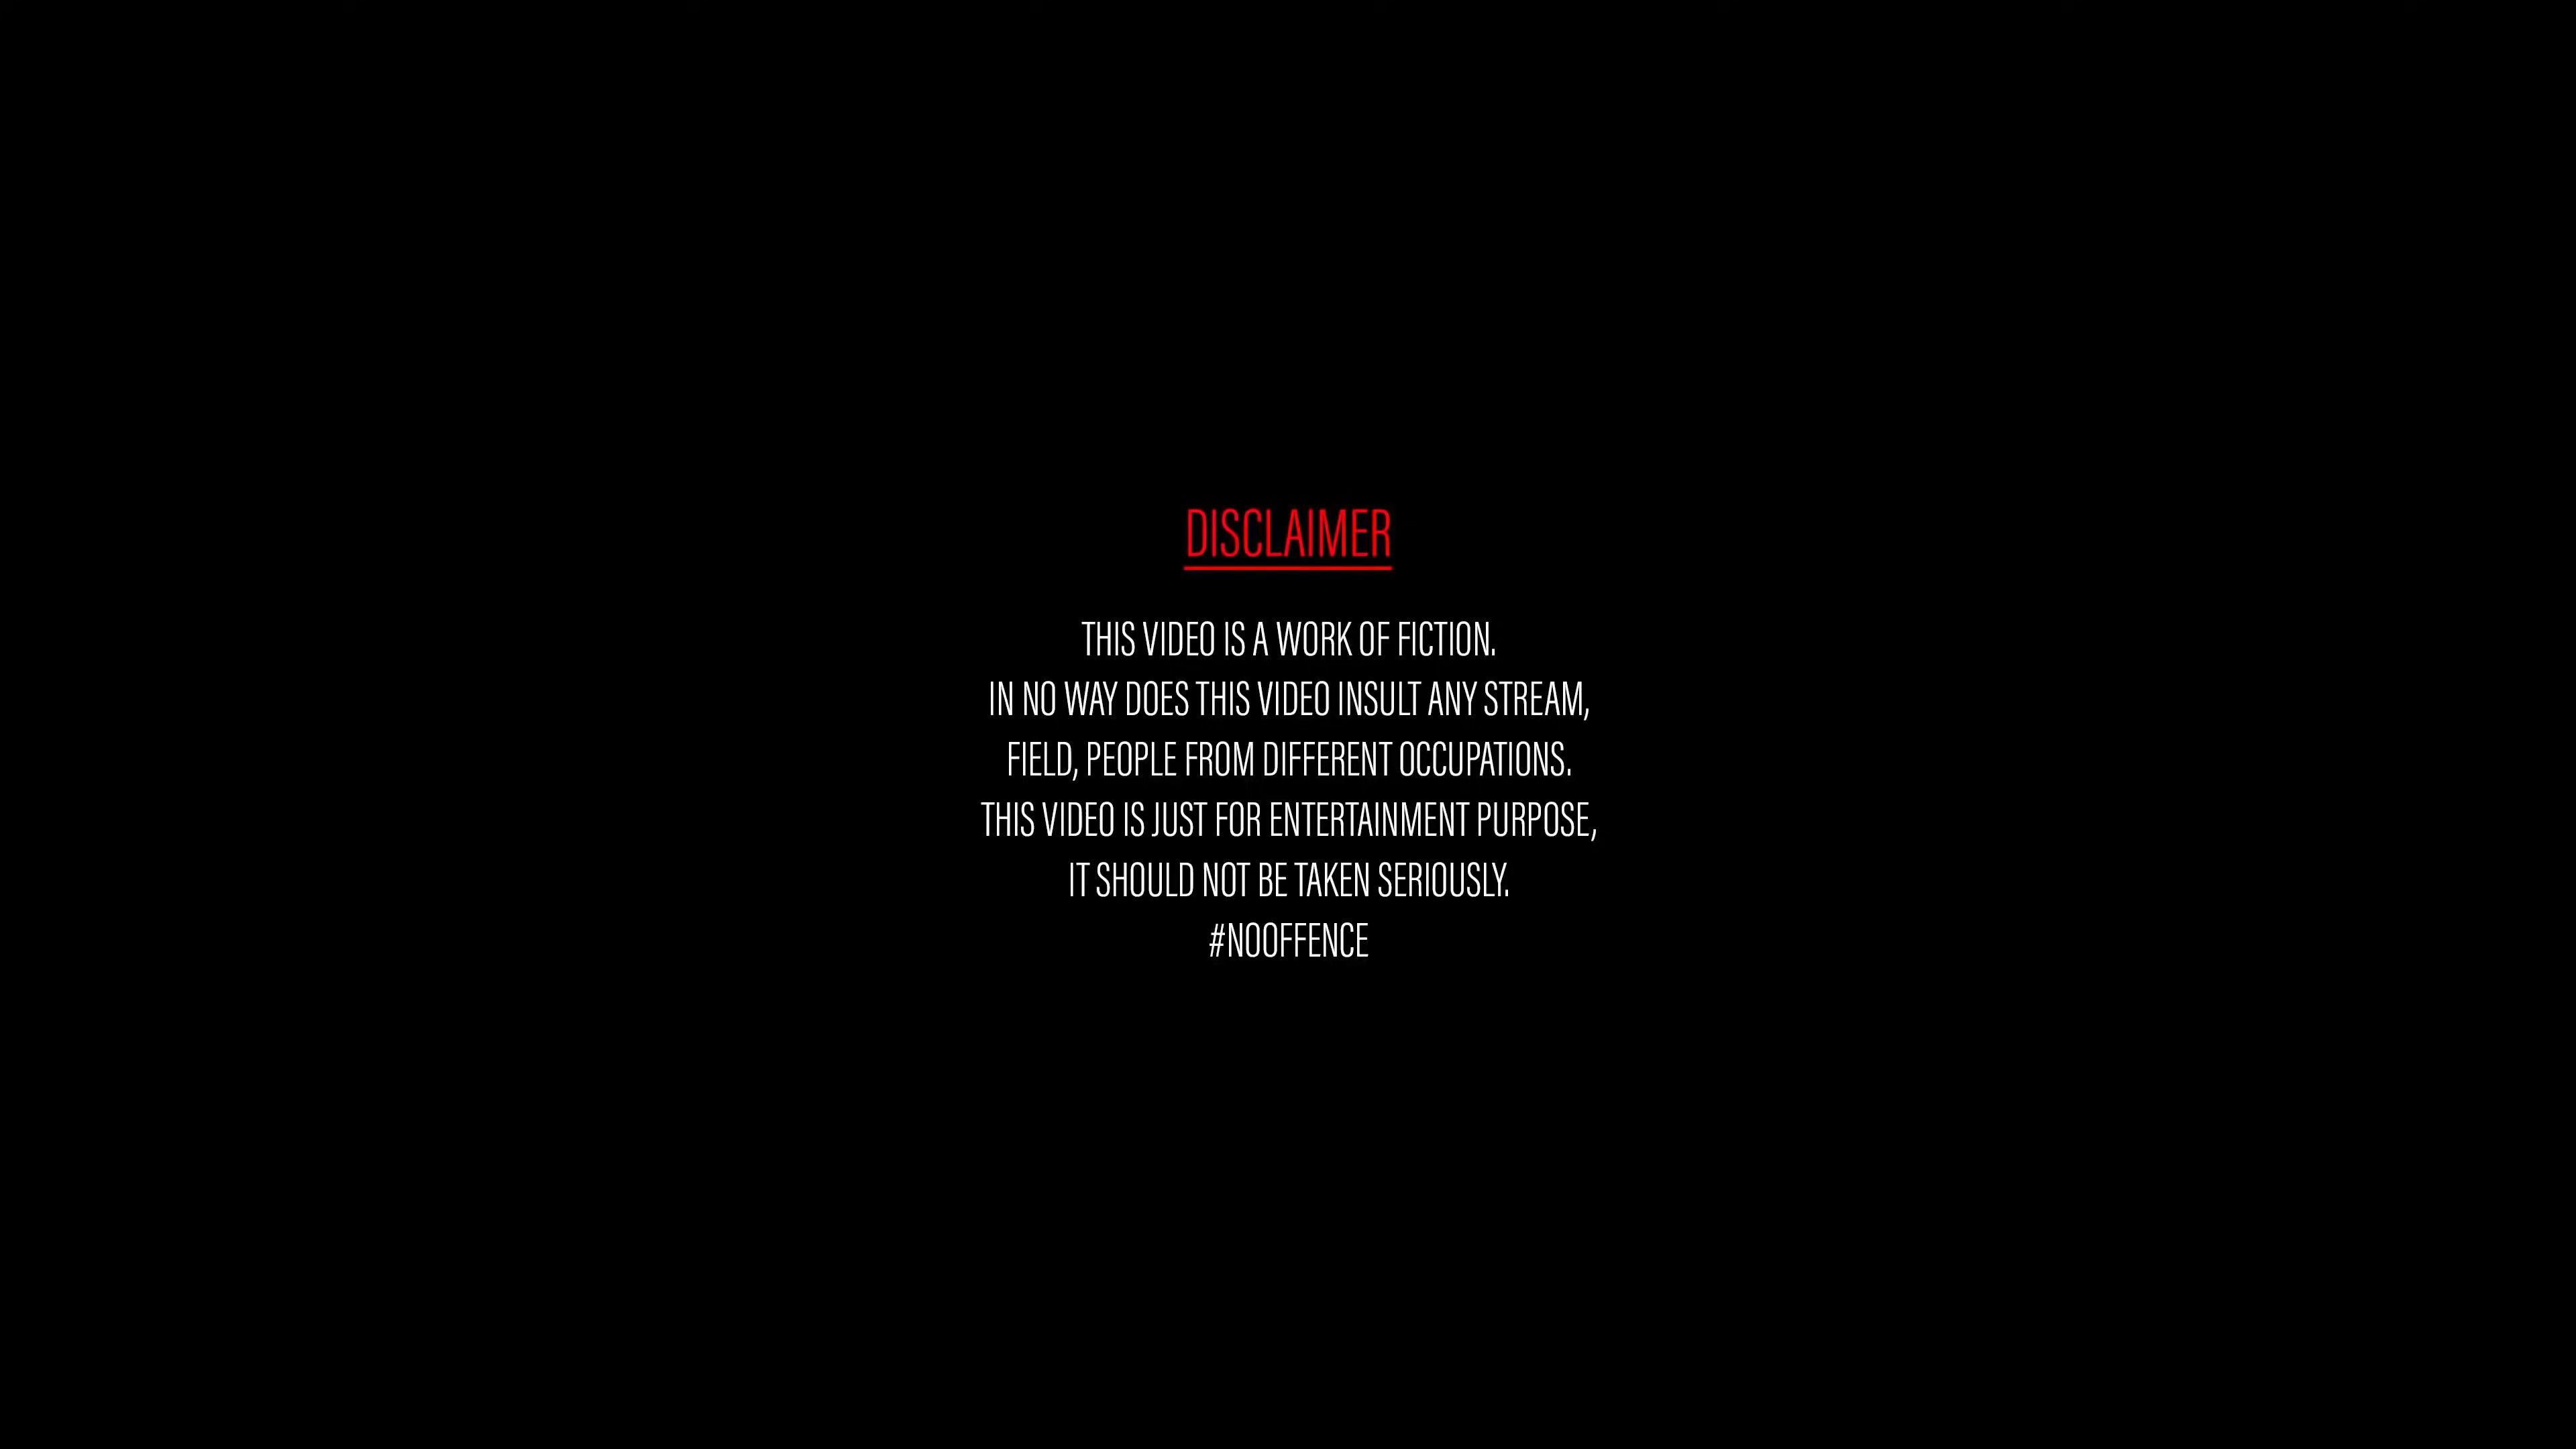 DISCLAIMER
THIS VIDEO IS A WORK OF FICTION.
IN NO WAY DOES THIS VIDEO INSULT ANY STREAM,
FIELD, PEOPLE FROM DIFFERENT OCCUPATIONS.
THIS VIDEO IS JUST FOR ENTERTAINMENT PURPOSE,
IT SHOULD NOT BE TAKEN SERIOUSLY.
#NOOFFENCE